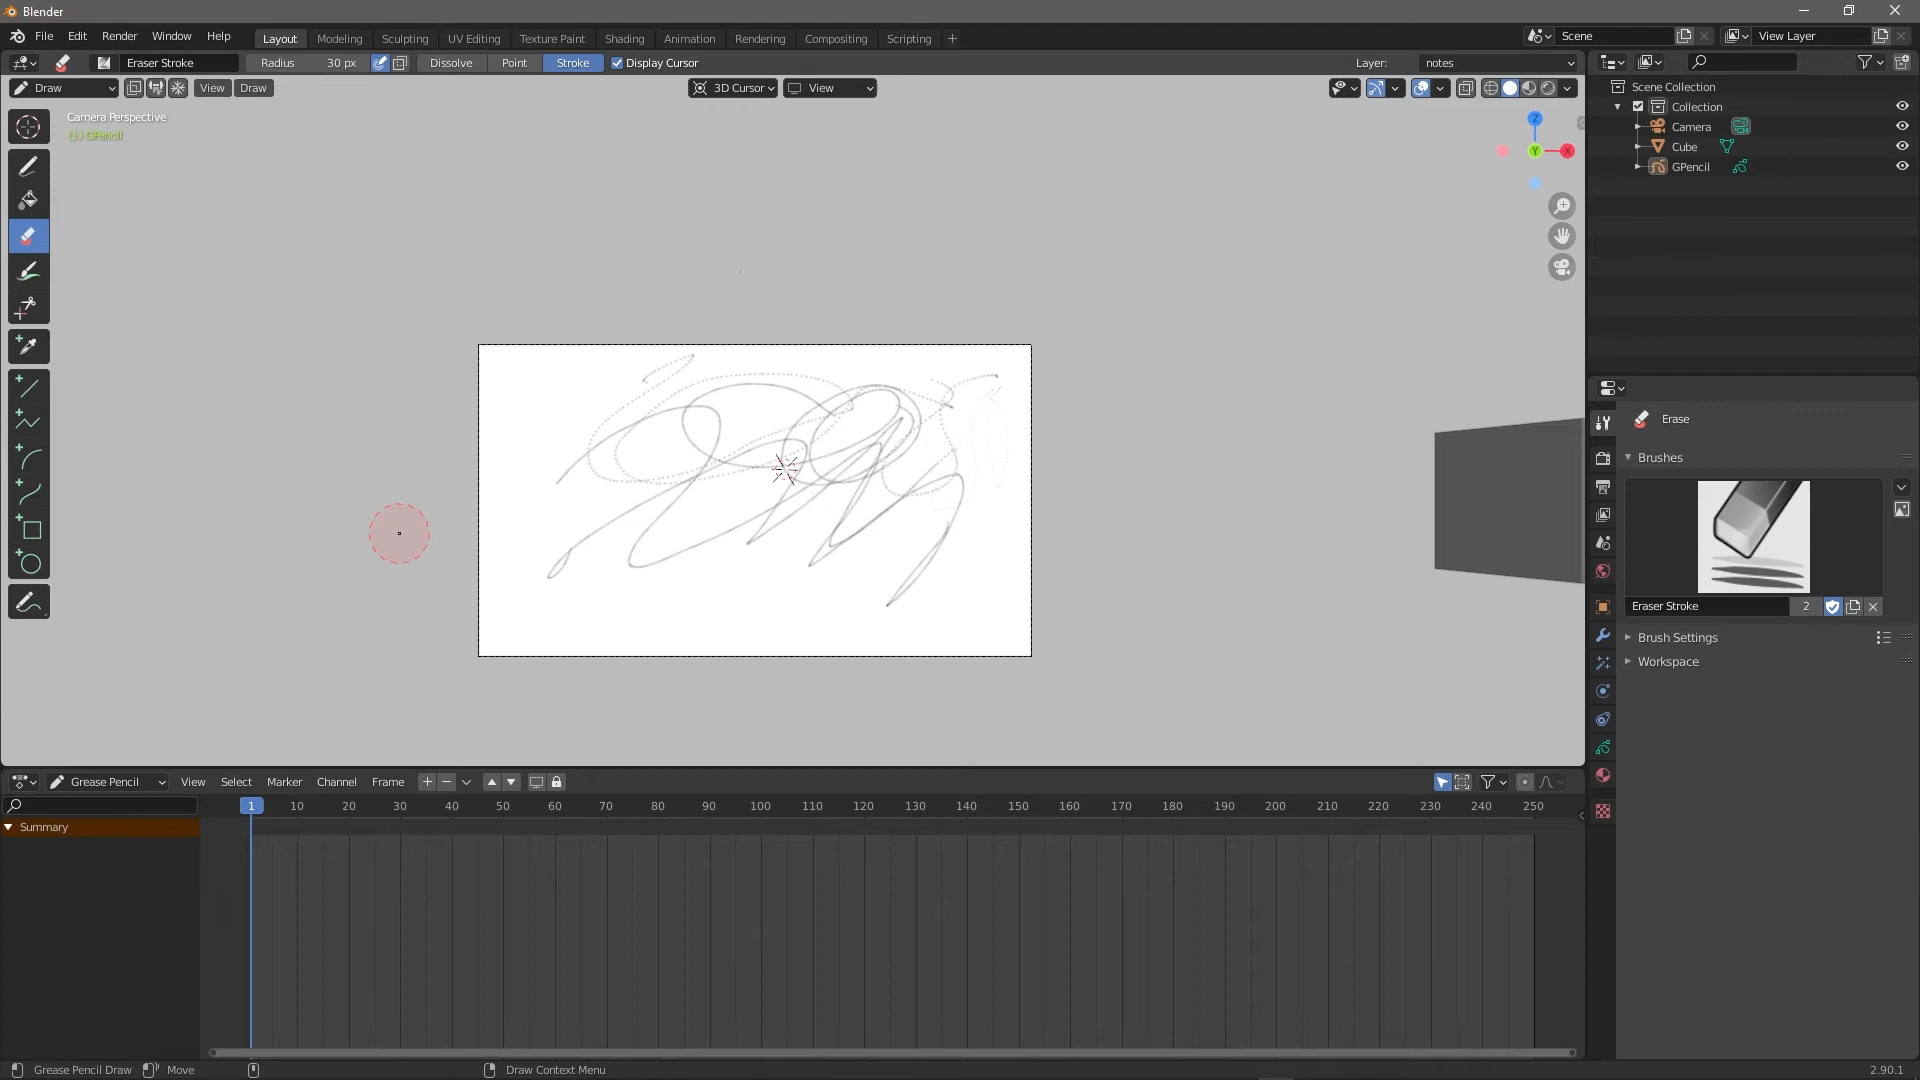 Blender
File Edit Render Window Help Layout Modeling Sculpting UV Editing Texture Paint Shading Animation Rendering Compositing Scripting + Scene View Layer
Eraser Stroke Radius 30 px Dissolve Point Stroke Display Cursor Layer: notes
Draw View Draw 3D Cursor View
Camera Perspective
(1) GPencil
Z
Y
X
Scene Collection
Collection
Camera
Cube
GPencil
Erase
Brushes
Eraser Stroke 2
Brush Settings
Workspace
Grease Pencil View Select Marker Channel Frame
1 10 20 30 40 50 60 70 80 90 100 110 120 130 140 150 160 170 180 190 200 210 220 230 240 250
Summary
Grease Pencil Draw Move Draw Context Menu 2.90.1